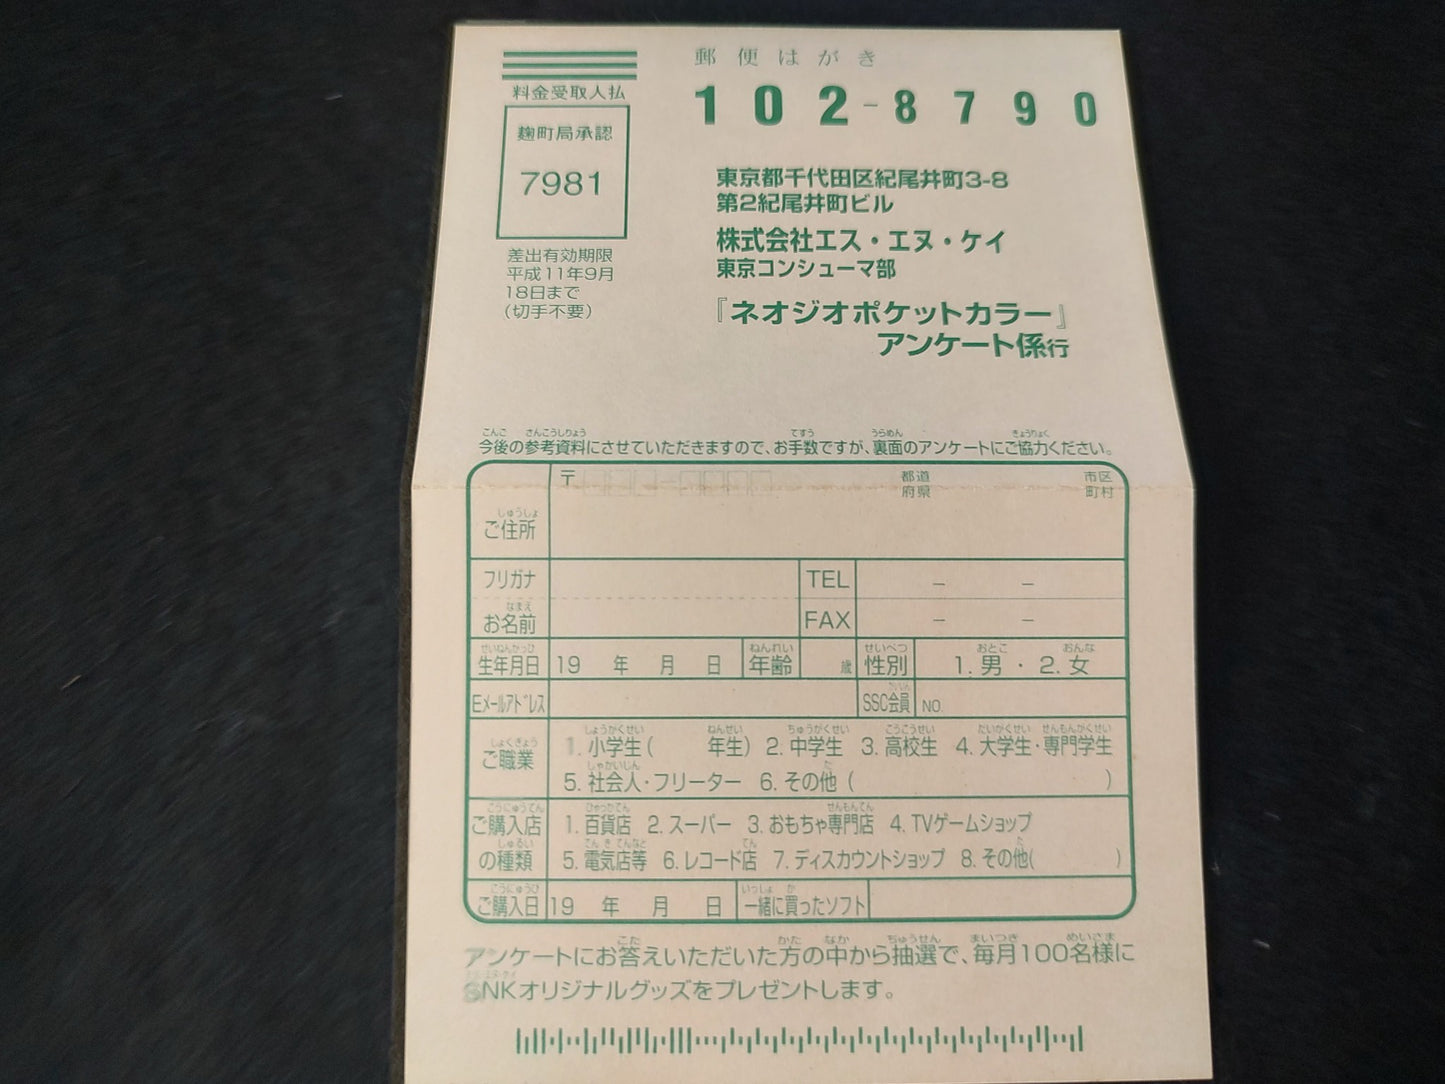 郵便はがき
料金受取人払
102-8790
麹町局承認
7981
差出有効期限
平成11年9月
18日まで
(切手不要)
東京都千代田区紀尾井町3-8
第2紀尾井町ビル
株式会社エス・エヌ・ケイ
東京コンシューマ部
『ネオジオポケットカラー』
アンケート係行
今後の参考資料にさせていただきますので、お手数ですが、裏面のアンケートにご協力ください。
〒 都道府県 市区町村
ご住所
フリガナ TEL － －
お名前 FAX － －
生年月日 19 年 月 日 年齢 歳 性別 1.男・2.女
Eメールアドレス SSC会員 NO.
ご職業 1.小学生( 年生) 2.中学生 3.高校生 4.大学生・専門学生
5.社会人・フリーター 6.その他( )
ご購入店の種類 1.百貨店 2.スーパー 3.おもちゃ専門店 4.TVゲームショップ
5.電気店等 6.レコード店 7.ディスカウントショップ 8.その他( )
ご購入日 19 年 月 日 一緒に買ったソフト
アンケートにお答えいただいた方の中から抽選で、毎月100名様に
SNKオリジナルグッズをプレゼントします。